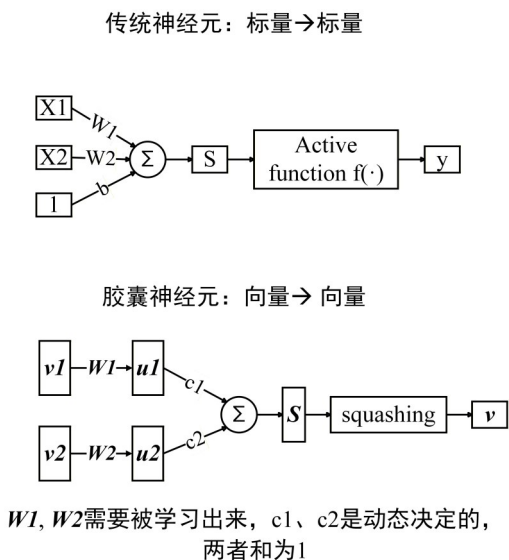 传统神经元：标量→标量
X1
W1
X2
W2
1
b
Σ
S
Active
function f(·)
y
胶囊神经元：向量→ 向量
v1
W1
u1
c1
v2
W2
u2
c2
Σ
S
squashing
v
W1, W2需要被学习出来，c1、c2是动态决定的，
两者和为1